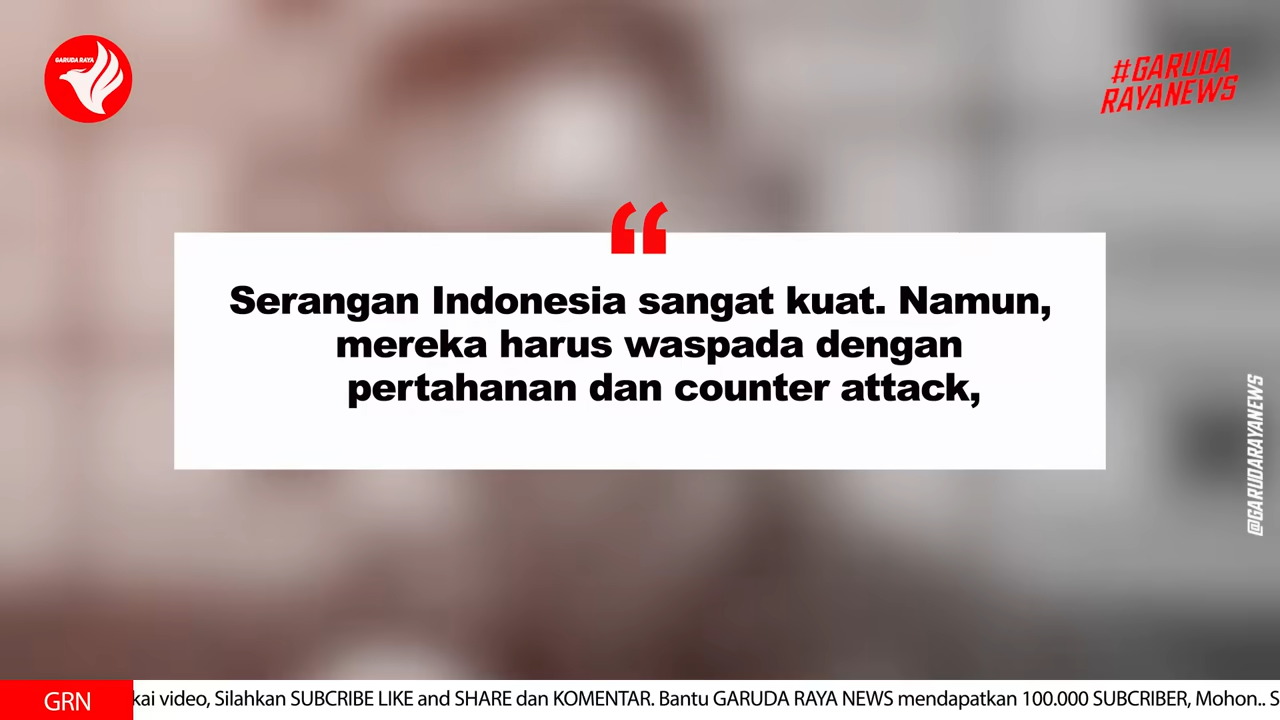 GARUDA RAYA
#GARUDA
RAYANEWS
Serangan Indonesia sangat kuat. Namun,
mereka harus waspada dengan
pertahanan dan counter attack,
@GARUDARAYANEWS
GRN
kai video, Silahkan SUBCRIBE LIKE and SHARE dan KOMENTAR. Bantu GARUDA RAYA NEWS mendapatkan 100.000 SUBCRIBER, Mohon.. S